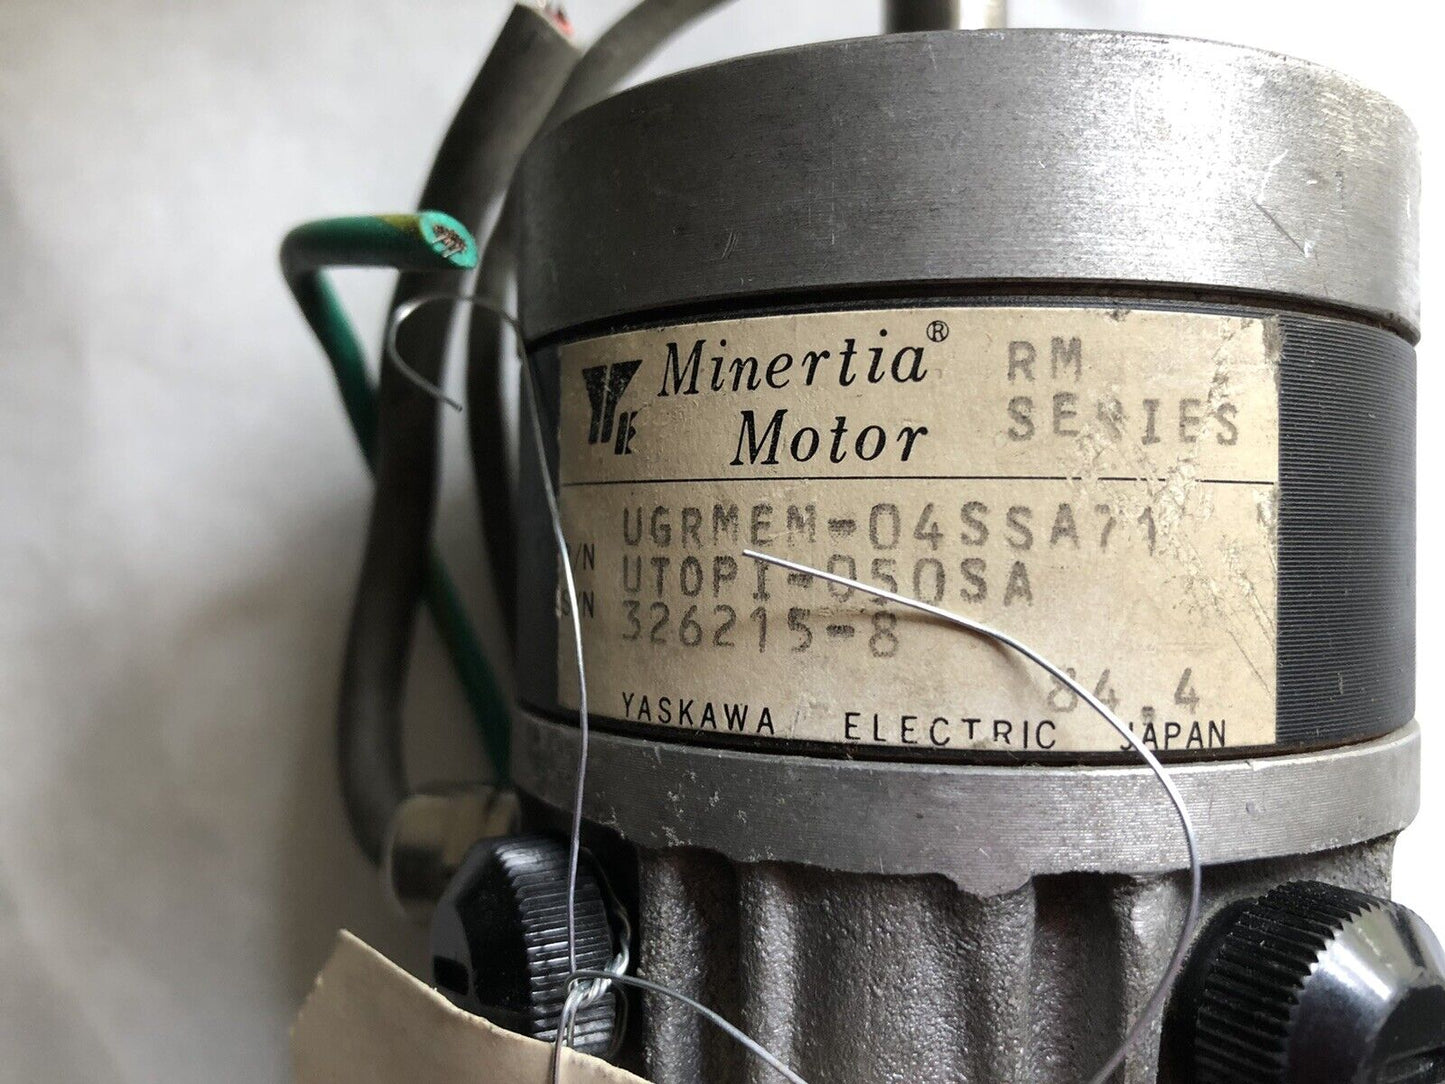 Minertia® RM
Motor SERIES
UGRMEM-04SSA71
/N UTOPI-050SA
S/N 326215-8
84.4
YASKAWA ELECTRIC JAPAN